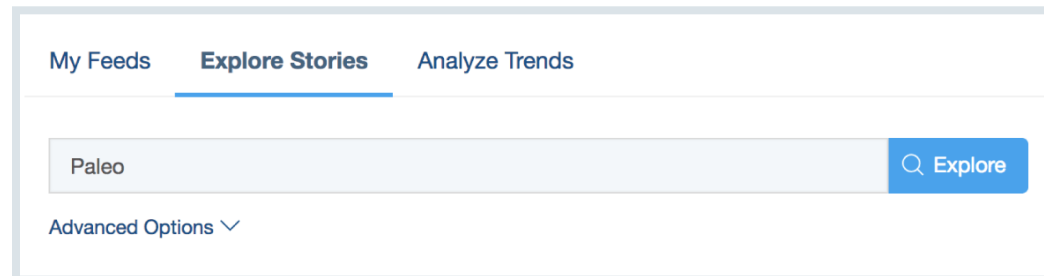 My Feeds Explore Stories Analyze Trends
Paleo Explore
Advanced Options